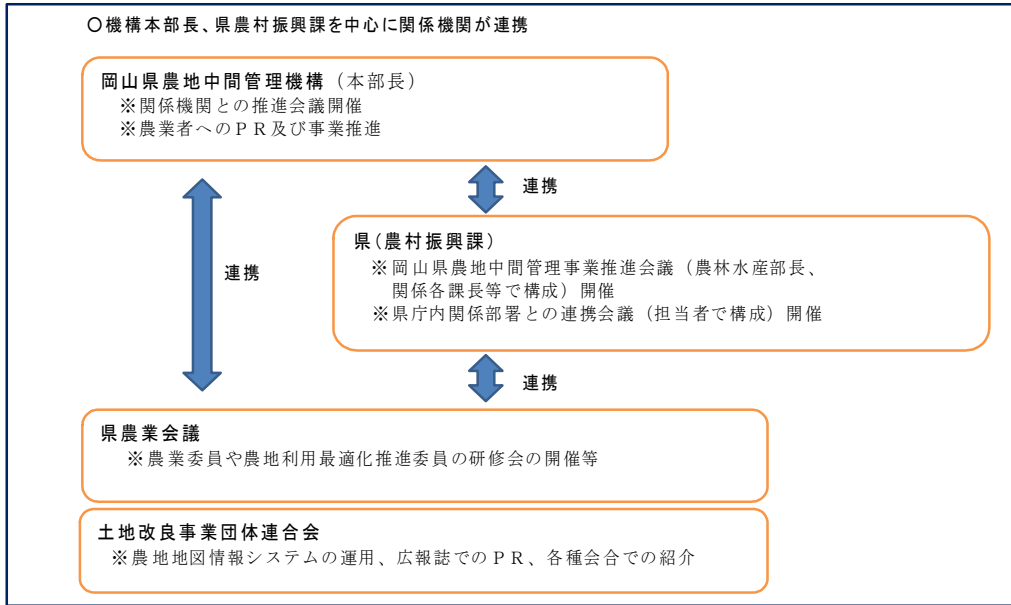 〇機構本部長、県農村振興課を中心に関係機関が連携
岡山県農地中間管理機構（本部長）
※関係機関との推進会議開催
※農業者へのＰＲ及び事業推進
連携
県(農村振興課)
※岡山県農地中間管理事業推進会議（農林水産部長、
関係各課長等で構成）開催
※県庁内関係部署との連携会議（担当者で構成）開催
連携
連携
県農業会議
※農業委員や農地利用最適化推進委員の研修会の開催等
土地改良事業団体連合会
※農地地図情報システムの運用、広報誌でのＰＲ、各種会合での紹介